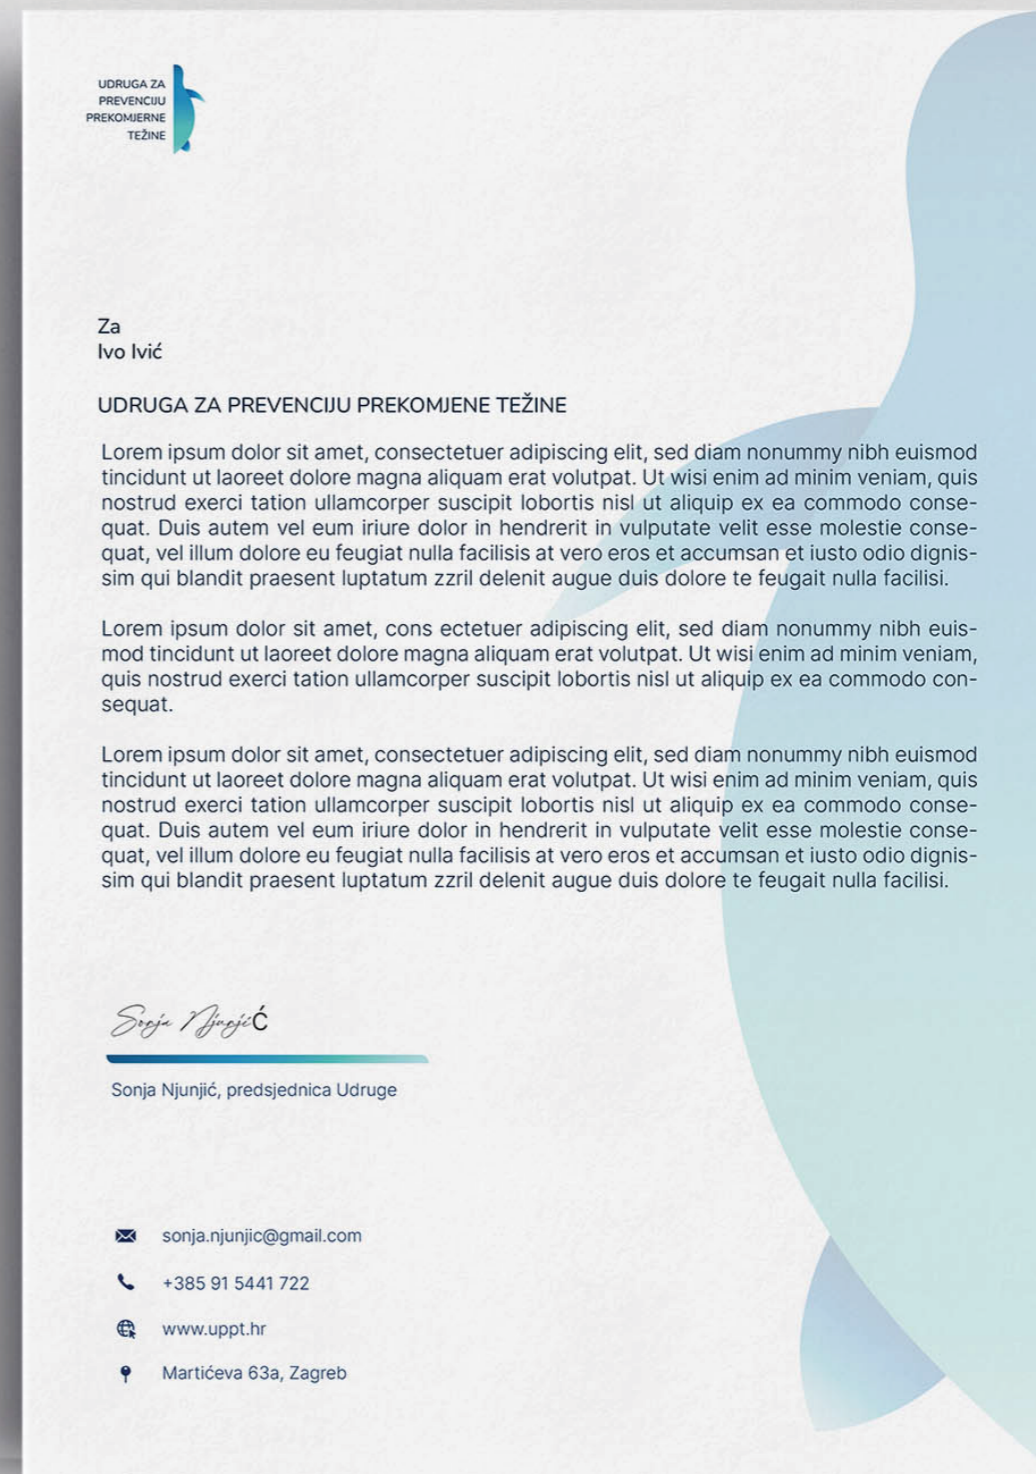 UDRUGA ZA
PREVENCIJU
PREKOMJERNE
TEŽINE
Za
Ivo Ivić
UDRUGA ZA PREVENCIJU PREKOMJENE TEŽINE
Lorem ipsum dolor sit amet, consectetuer adipiscing elit, sed diam nonummy nibh euismod
tincidunt ut laoreet dolore magna aliquam erat volutpat. Ut wisi enim ad minim veniam, quis
nostrud exerci tation ullamcorper suscipit lobortis nisl ut aliquip ex ea commodo conse-
quat. Duis autem vel eum iriure dolor in hendrerit in vulputate velit esse molestie conse-
quat, vel illum dolore eu feugiat nulla facilisis at vero eros et accumsan et iusto odio dignis-
sim qui blandit praesent luptatum zzril delenit augue duis dolore te feugait nulla facilisi.
Lorem ipsum dolor sit amet, cons ectetuer adipiscing elit, sed diam nonummy nibh euis-
mod tincidunt ut laoreet dolore magna aliquam erat volutpat. Ut wisi enim ad minim veniam,
quis nostrud exerci tation ullamcorper suscipit lobortis nisl ut aliquip ex ea commodo con-
sequat.
Lorem ipsum dolor sit amet, consectetuer adipiscing elit, sed diam nonummy nibh euismod
tincidunt ut laoreet dolore magna aliquam erat volutpat. Ut wisi enim ad minim veniam, quis
nostrud exerci tation ullamcorper suscipit lobortis nisl ut aliquip ex ea commodo conse-
quat. Duis autem vel eum iriure dolor in hendrerit in vulputate velit esse molestie conse-
quat, vel illum dolore eu feugiat nulla facilisis at vero eros et accumsan et iusto odio dignis-
sim qui blandit praesent luptatum zzril delenit augue duis dolore te feugait nulla facilisi.
Sonja NjunjiĆ
Sonja Njunjić, predsjednica Udruge
sonja.njunjic@gmail.com
+385 91 5441 722
www.uppt.hr
Martićeva 63a, Zagreb